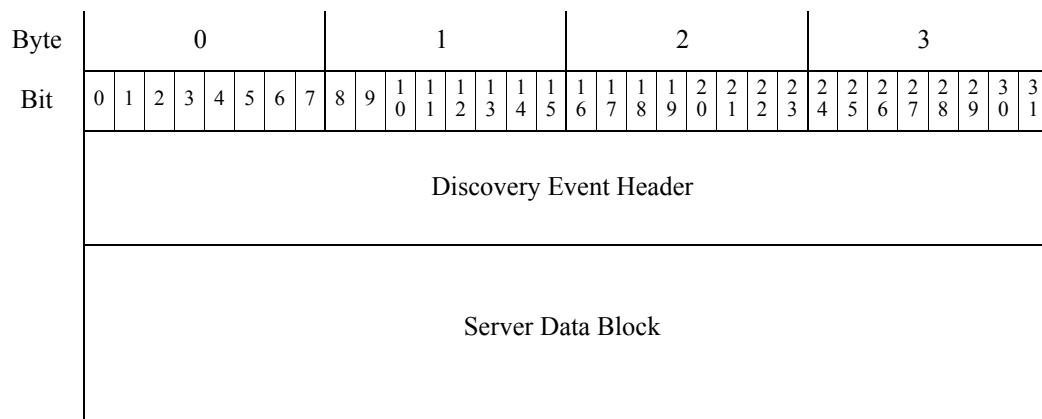 Byte 0 1 2 3
Bit 0 1 2 3 4 5 6 7 8 9 10 11 12 13 14 15 16 17 18 19 20 21 22 23 24 25 26 27 28 29 30 31
Discovery Event Header
Server Data Block